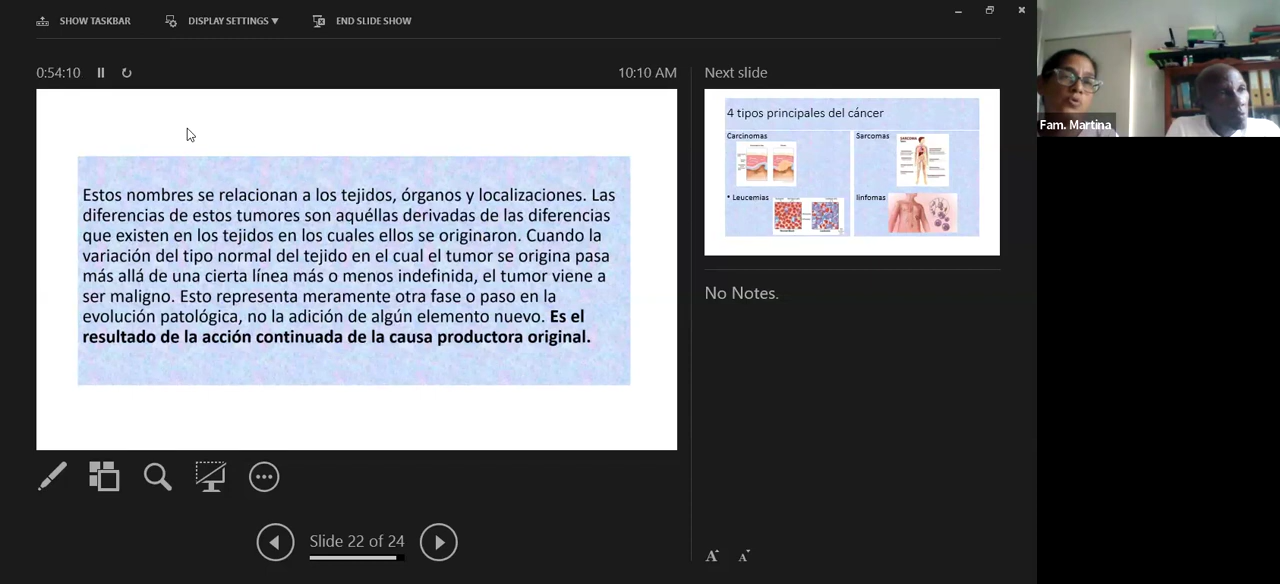 SHOW TASKBAR
DISPLAY SETTINGS ▼
END SLIDE SHOW
0:54:10
10:10 AM
Estos nombres se relacionan a los tejidos, órganos y localizaciones. Las
diferencias de estos tumores son aquéllas derivadas de las diferencias
que existen en los tejidos en los cuales ellos se originaron. Cuando la
variación del tipo normal del tejido en el cual el tumor se origina pasa
más allá de una cierta línea más o menos indefinida, el tumor viene a
ser maligno. Esto representa meramente otra fase o paso en la
evolución patológica, no la adición de algún elemento nuevo. Es el
resultado de la acción continuada de la causa productora original.
Slide 22 of 24
Next slide
4 tipos principales del cáncer
Carcinomas
Sarcomas
SARCOMA
* Leucemias
linfomas
No Notes.
A A
Fam. Martina